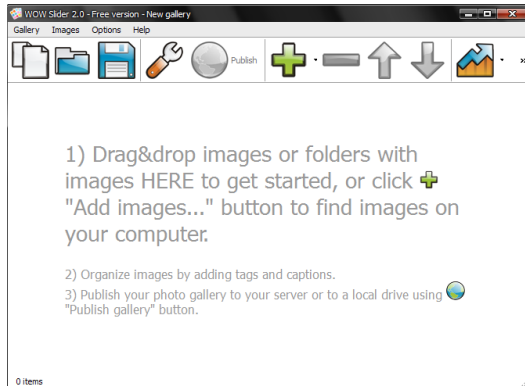 WOW Slider 2.0 - Free version - New gallery
Gallery Images Options Help
Publish
1) Drag&drop images or folders with
images HERE to get started, or click
"Add images..." button to find images on
your computer.
2) Organize images by adding tags and captions.
3) Publish your photo gallery to your server or to a local drive using
"Publish gallery" button.
0 items